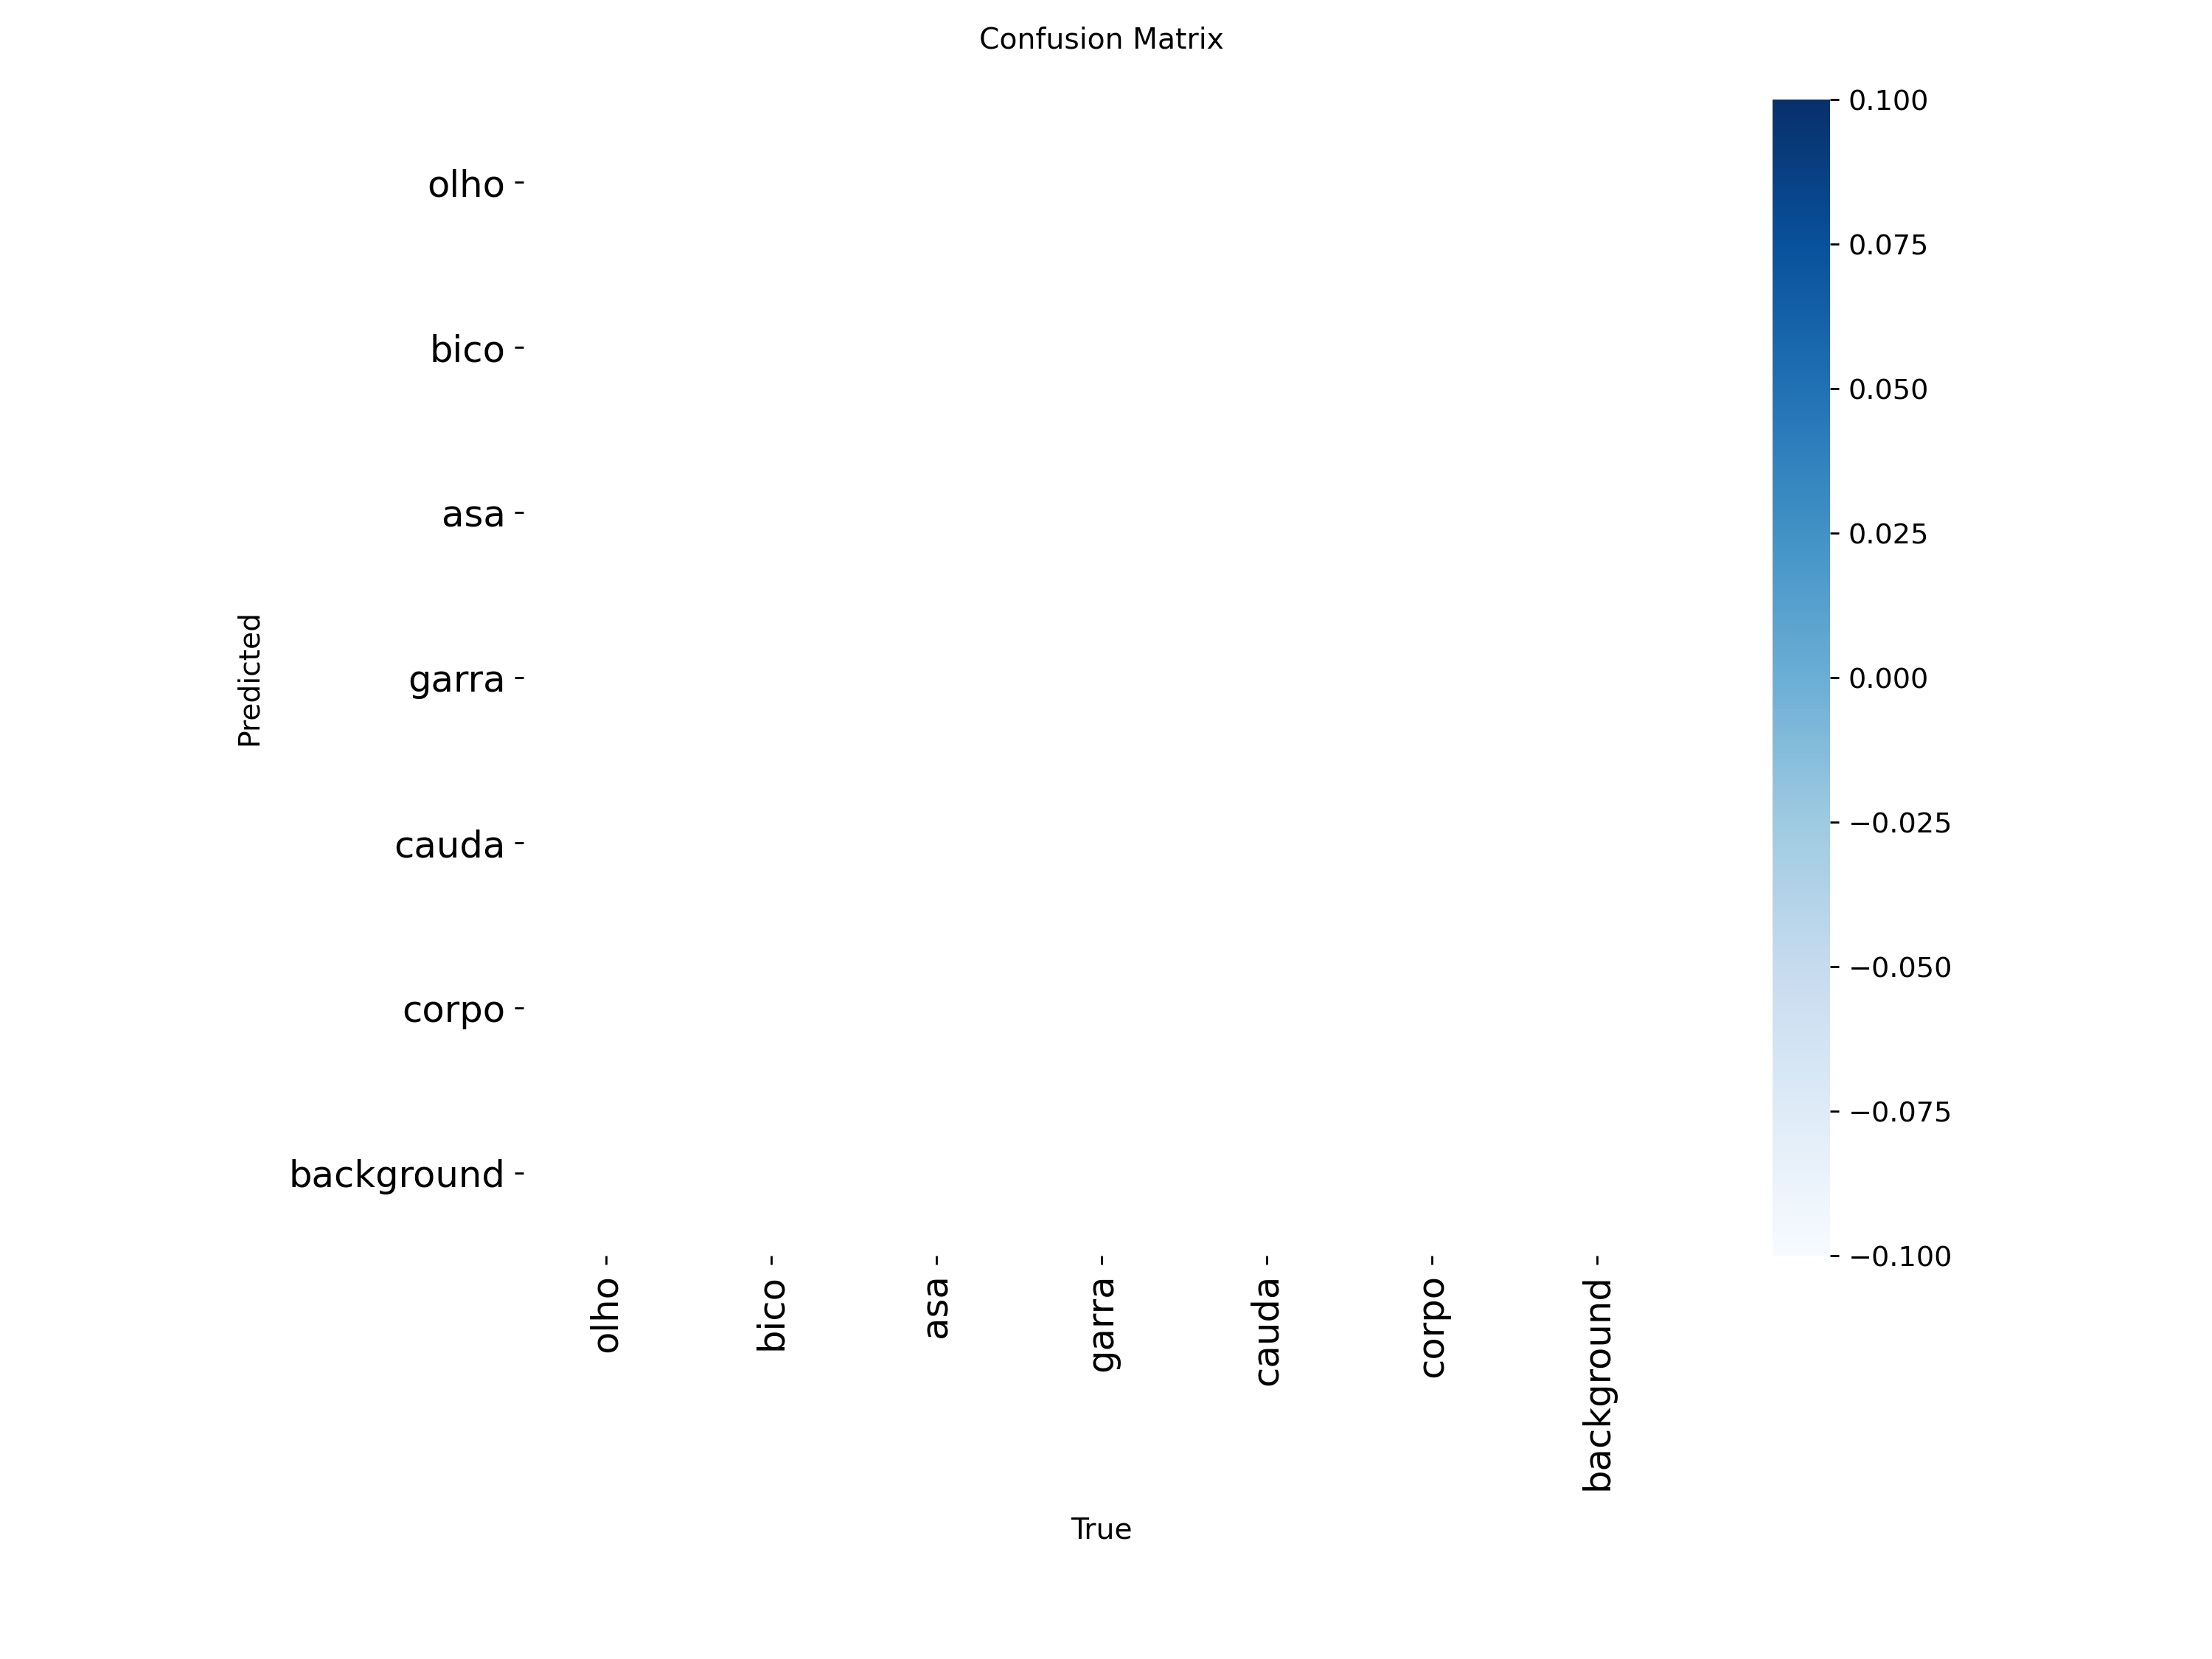 Confusion Matrix
Predicted
olho
bico
asa
garra
cauda
corpo
background
olho
bico
asa
garra
cauda
corpo
background
True
0.100
0.075
0.050
0.025
0.000
−0.025
−0.050
−0.075
−0.100